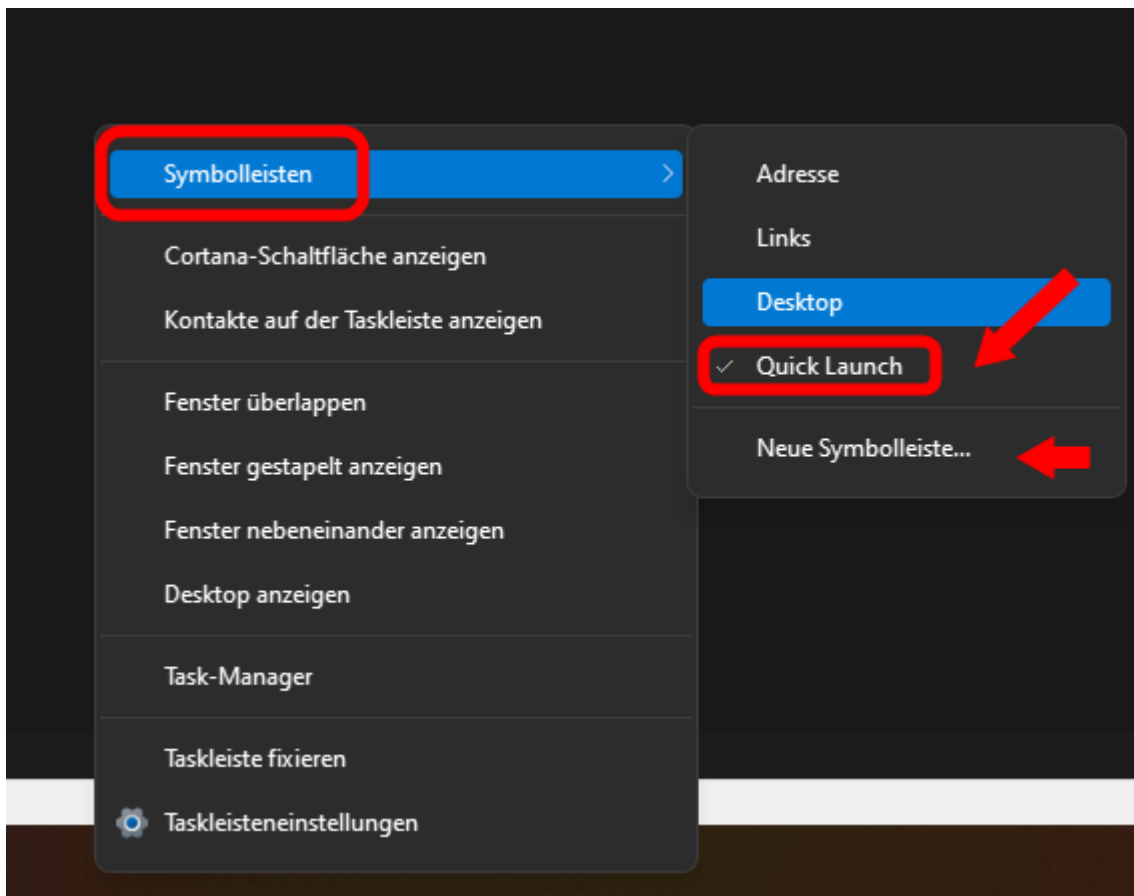 Symbolleisten
Cortana-Schaltfläche anzeigen
Kontakte auf der Taskleiste anzeigen
Fenster überlappen
Fenster gestapelt anzeigen
Fenster nebeneinander anzeigen
Desktop anzeigen
Task-Manager
Taskleiste fixieren
Taskleisteneinstellungen
Adresse
Links
Desktop
Quick Launch
Neue Symbolleiste...